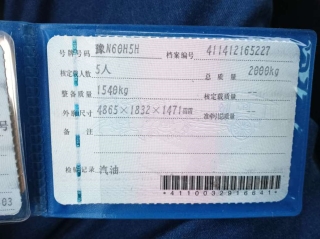 号牌号码 豫N60H5H 档案编号 411412165227
核定载人数 5人 总质量 2000kg
整备质量 1540kg 核定载质量 --
外廓尺寸 4865×1832×1471mm 准牵引总质量 --
备注
检验记录 汽油
*4110032916641*
03